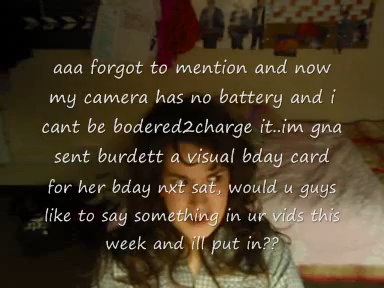 aaa forgot to mention and now
my camera has no battery and i
cant be bodered2charge it..im gna
sent burdett a visual bday card
for her bday nxt sat, would u guys
like to say something in ur vids this
week and ill put in??